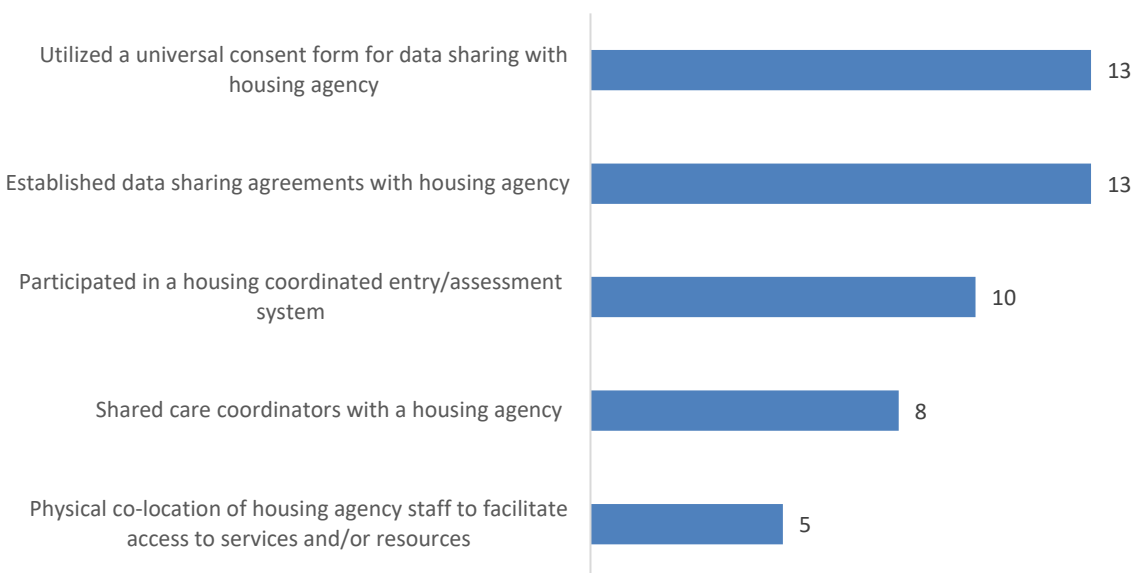 Utilized a universal consent form for data sharing with
housing agency
13
Established data sharing agreements with housing agency
13
Participated in a housing coordinated entry/assessment
system
10
Shared care coordinators with a housing agency
8
Physical co-location of housing agency staff to facilitate
access to services and/or resources
5